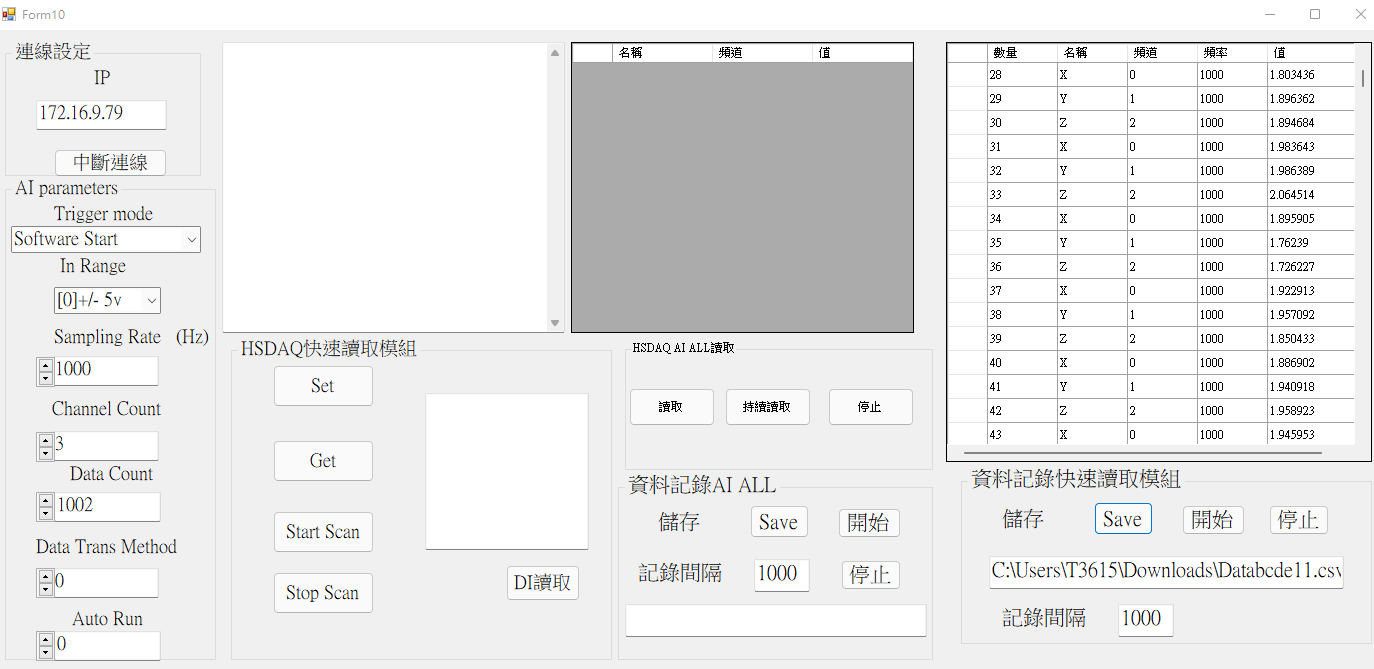 Form10
連線設定
IP
172.16.9.79
中斷連線
AI parameters
Trigger mode
Software Start
In Range
[0]+/- 5v
Sampling Rate (Hz)
1000
Channel Count
3
Data Count
1002
Data Trans Method
0
Auto Run
0
名稱 頻道 值
HSDAQ快速讀取模組
Set
Get
Start Scan
Stop Scan
DI讀取
HSDAQ AI ALL讀取
讀取 持續讀取 停止
資料記錄AI ALL
儲存 Save 開始
記錄間隔 1000 停止
數量 名稱 頻道 頻率 值
28 X 0 1000 1.803436
29 Y 1 1000 1.896362
30 Z 2 1000 1.894684
31 X 0 1000 1.983643
32 Y 1 1000 1.986389
33 Z 2 1000 2.064514
34 X 0 1000 1.895905
35 Y 1 1000 1.76239
36 Z 2 1000 1.726227
37 X 0 1000 1.922913
38 Y 1 1000 1.957092
39 Z 2 1000 1.850433
40 X 0 1000 1.886902
41 Y 1 1000 1.940918
42 Z 2 1000 1.958923
43 X 0 1000 1.945953
資料記錄快速讀取模組
儲存 Save 開始 停止
C:\Users\T3615\Downloads\Databcde11.csv
記錄間隔 1000